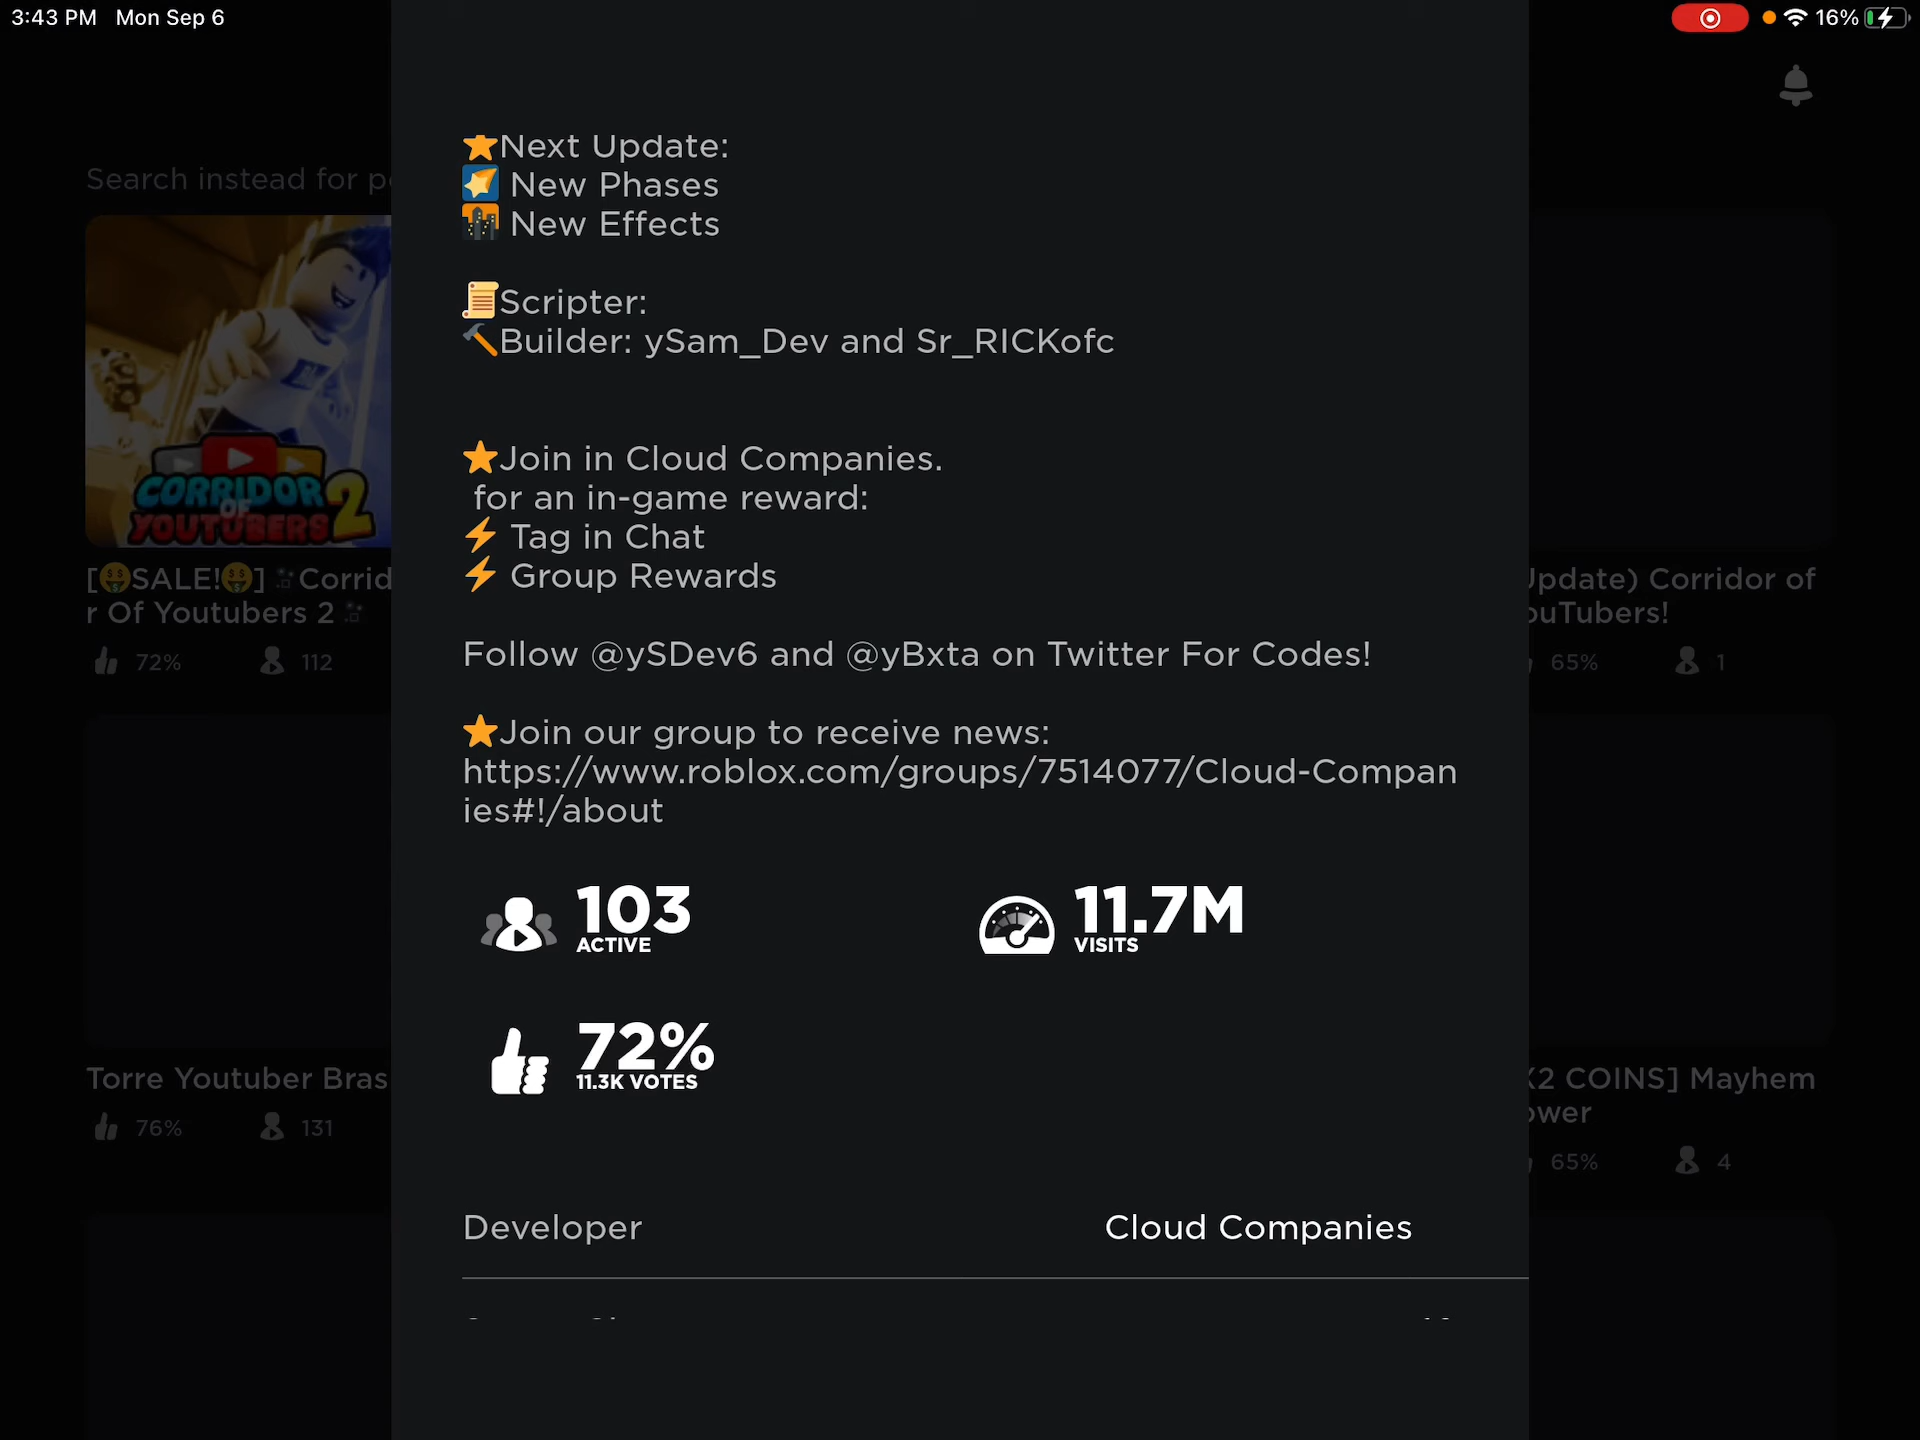 3:43 PM Mon Sep 6
16%
Search instead for p
CORRIDOR
OF
YOUTUBERS 2
[🤑SALE!🤑] Corrid
r Of Youtubers 2
72% 112
Torre Youtuber Bras
76% 131
⭐Next Update:
🌠 New Phases
🌆 New Effects
📜Scripter:
🔨Builder: ySam_Dev and Sr_RICKofc
⭐Join in Cloud Companies.
for an in-game reward:
⚡ Tag in Chat
⚡ Group Rewards
Follow @ySDev6 and @yBxta on Twitter For Codes!
⭐Join our group to receive news:
https://www.roblox.com/groups/7514077/Cloud-Compan
ies#!/about
103
ACTIVE
11.7M
VISITS
72%
11.3K VOTES
Developer Cloud Companies
Update) Corridor of
ouTubers!
65% 1
X2 COINS] Mayhem
ower
65% 4